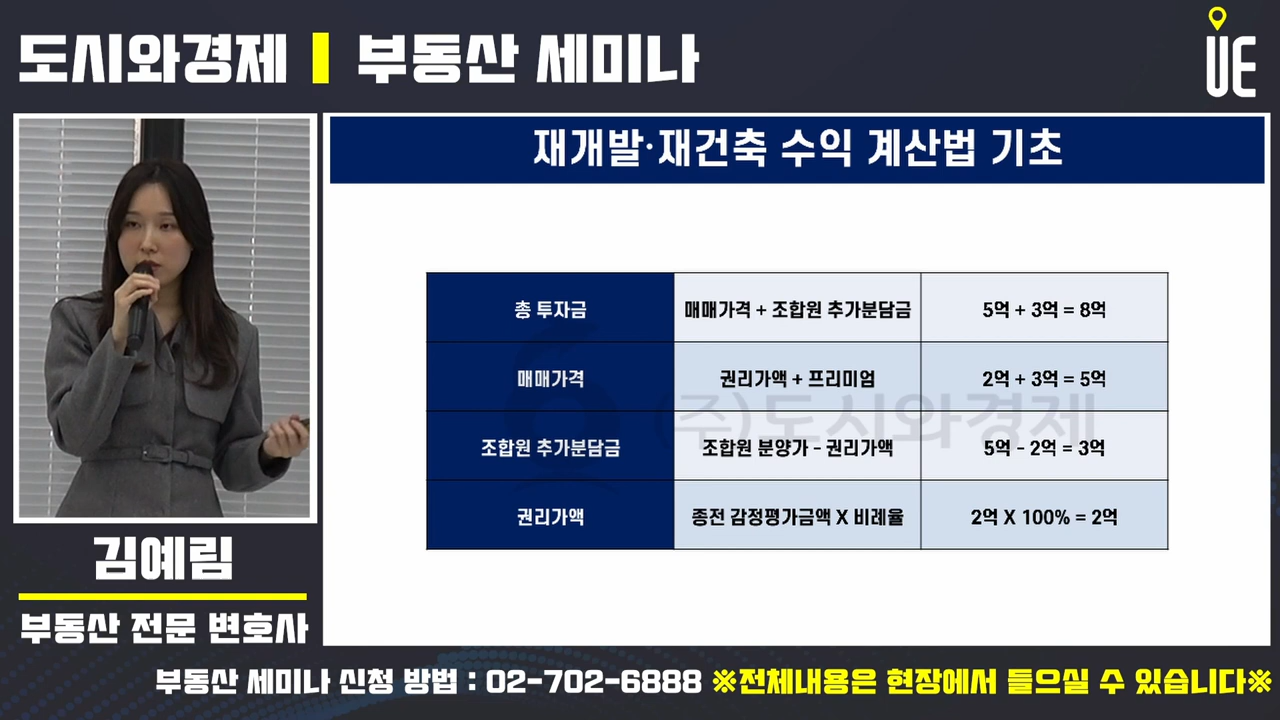 도시와경제 부동산 세미나
UE
재개발·재건축 수익 계산법 기초
총 투자금 매매가격 + 조합원 추가분담금 5억 + 3억 = 8억
매매가격 권리가액 + 프리미엄 2억 + 3억 = 5억
(주)도시와경제
조합원 추가분담금 조합원 분양가 - 권리가액 5억 - 2억 = 3억
권리가액 종전 감정평가금액 X 비례율 2억 X 100% = 2억
김예림
부동산 전문 변호사
부동산 세미나 신청 방법 : 02-702-6888 ※전체내용은 현장에서 들으실 수 있습니다※